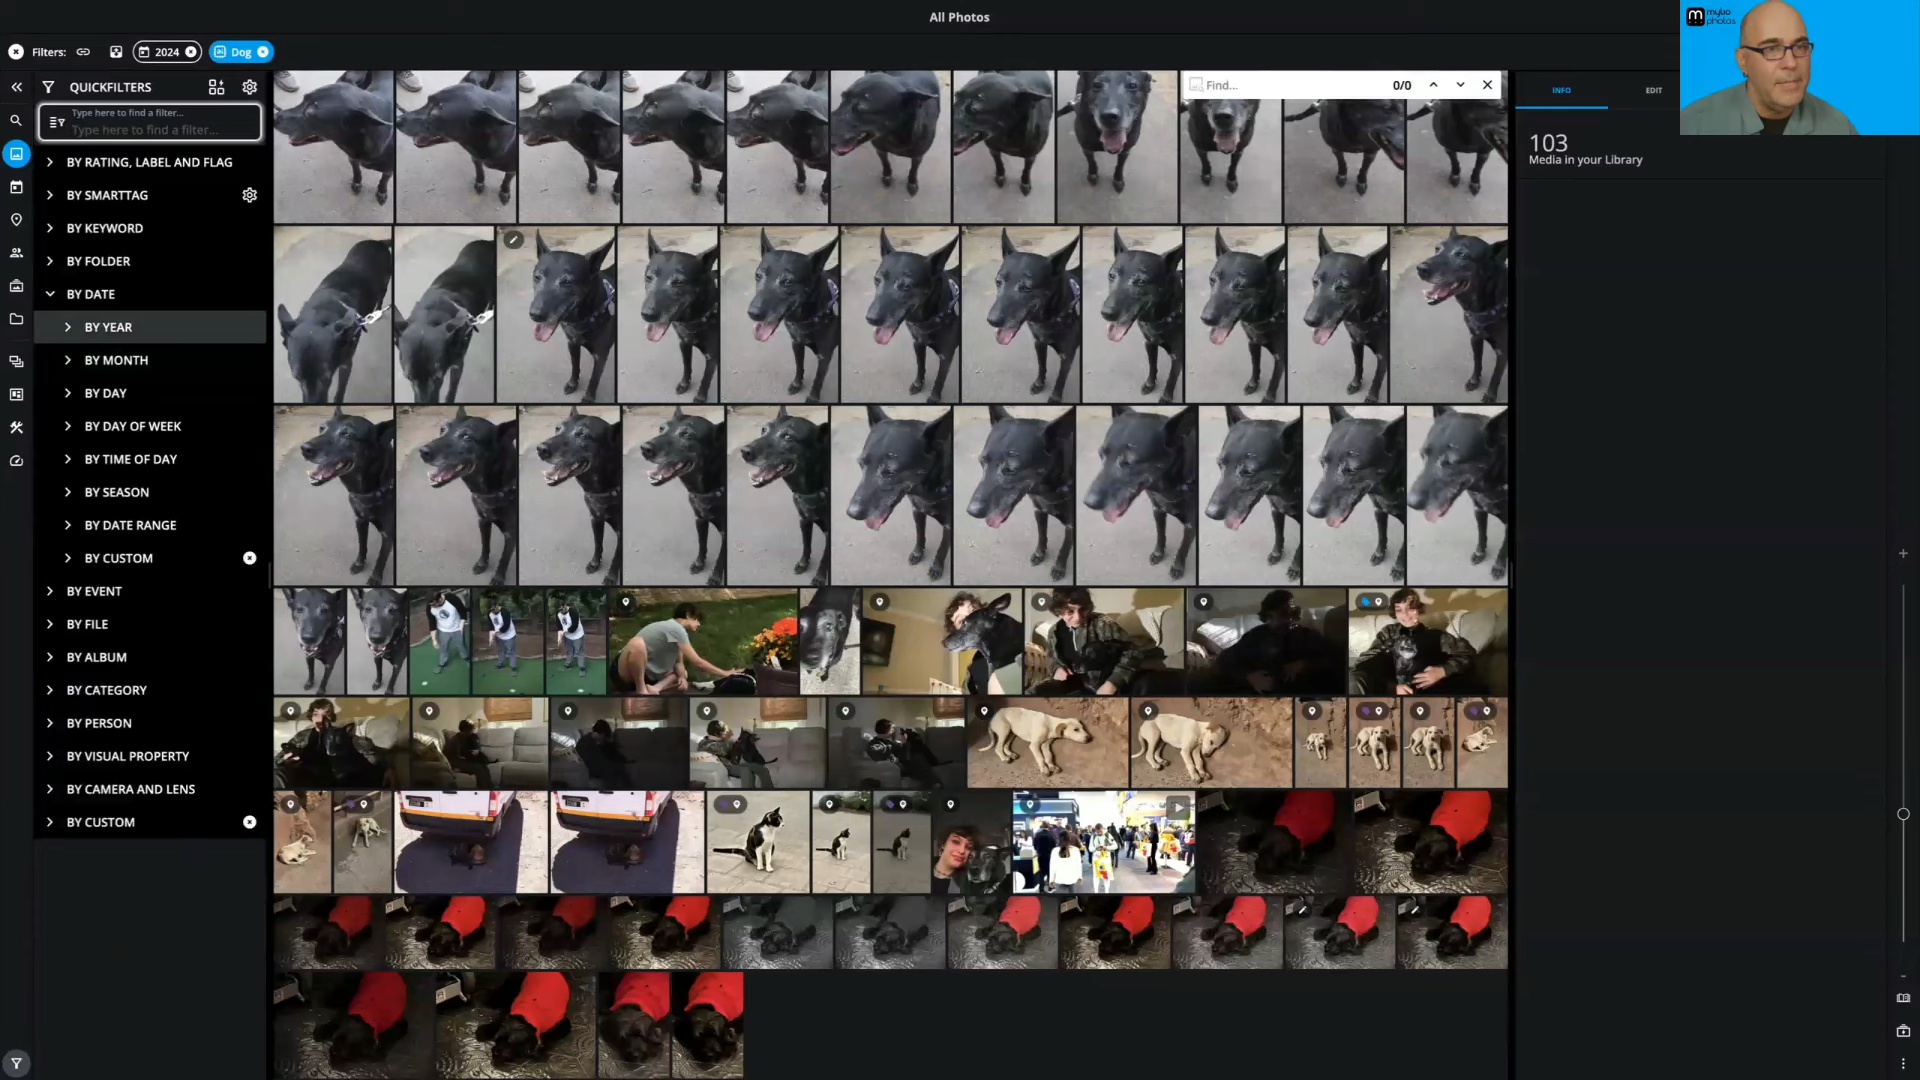 All Photos
mylio
photos
Filters:
2024
Dog
QUICKFILTERS
Type here to find a filter...
Type here to find a filter...
BY RATING, LABEL AND FLAG
BY SMARTTAG
BY KEYWORD
BY FOLDER
BY DATE
BY YEAR
BY MONTH
BY DAY
BY DAY OF WEEK
BY TIME OF DAY
BY SEASON
BY DATE RANGE
BY CUSTOM
BY EVENT
BY FILE
BY ALBUM
BY CATEGORY
BY PERSON
BY VISUAL PROPERTY
BY CAMERA AND LENS
BY CUSTOM
Find...
0/0
INFO
EDIT
103
Media in your Library